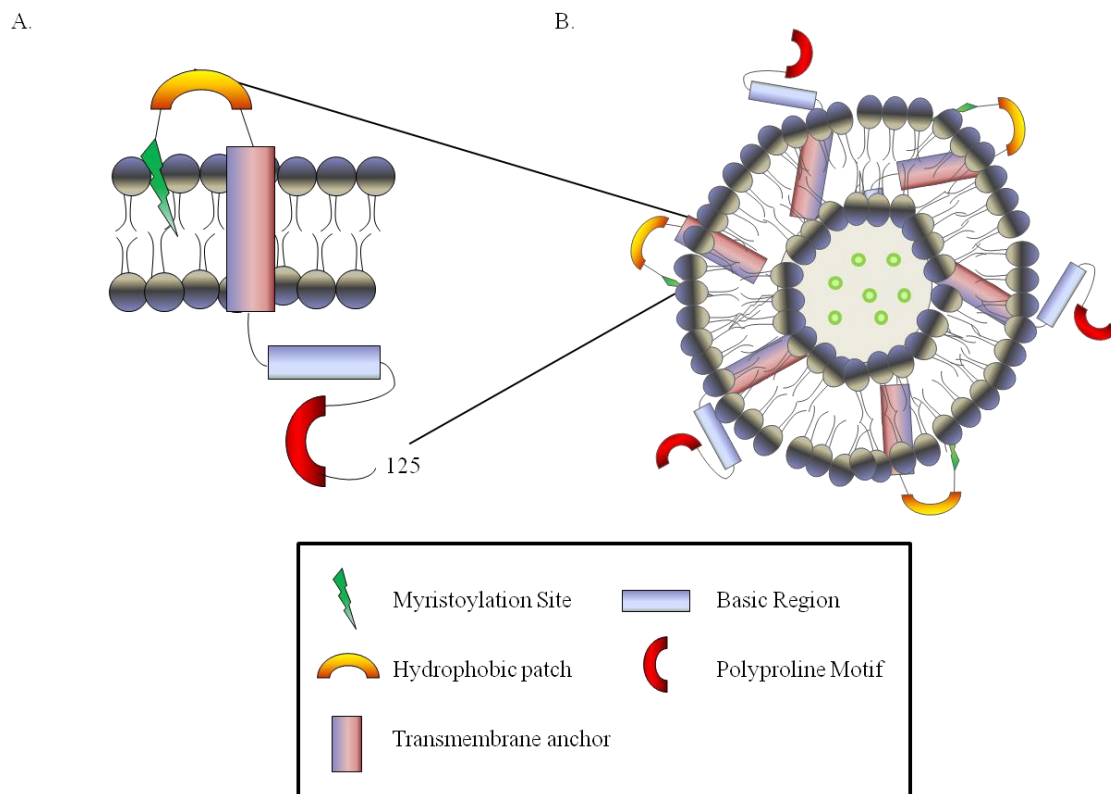 A.
B.
125
Myristoylation Site
Basic Region
Hydrophobic patch
Polyproline Motif
Transmembrane anchor